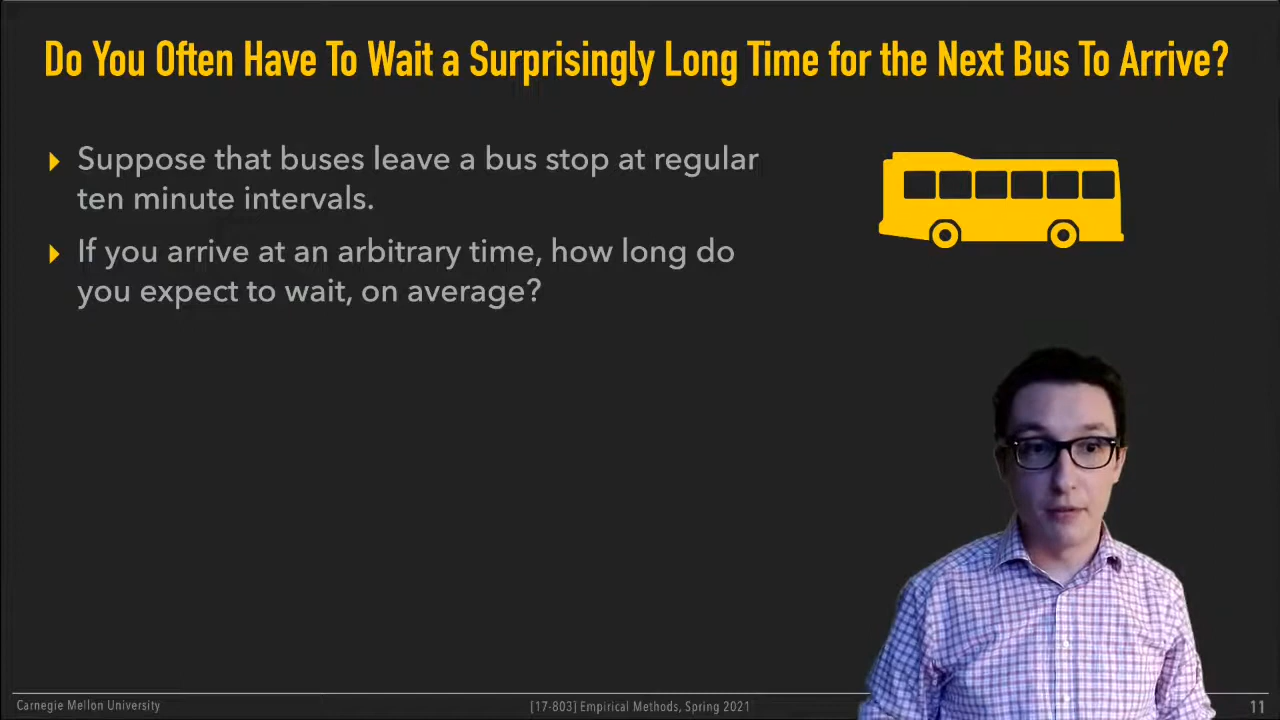 Do You Often Have To Wait a Surprisingly Long Time for the Next Bus To Arrive?
Suppose that buses leave a bus stop at regular
ten minute intervals.
If you arrive at an arbitrary time, how long do
you expect to wait, on average?
Carnegie Mellon University
[17-803] Empirical Methods, Spring 2021
11